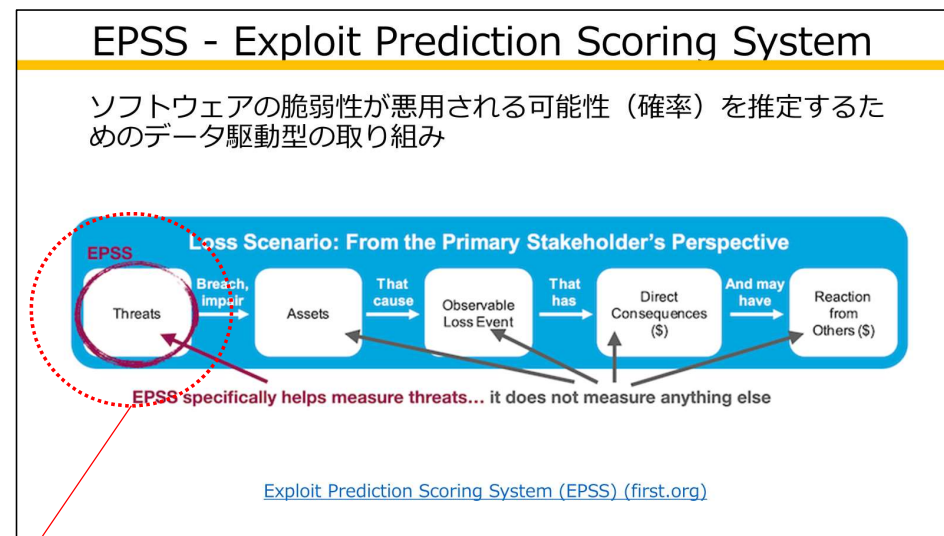 EPSS - Exploit Prediction Scoring System
ソフトウェアの脆弱性が悪用される可能性（確率）を推定するた
めのデータ駆動型の取り組み
Loss Scenario: From the Primary Stakeholder's Perspective
EPSS
Threats
Breach,
impair
Assets
That
cause
Observable
Loss Event
That
has
Direct
Consequences
($)
And may
have
Reaction
from
Others ($)
EPSS specifically helps measure threats... it does not measure anything else
Exploit Prediction Scoring System (EPSS) (first.org)